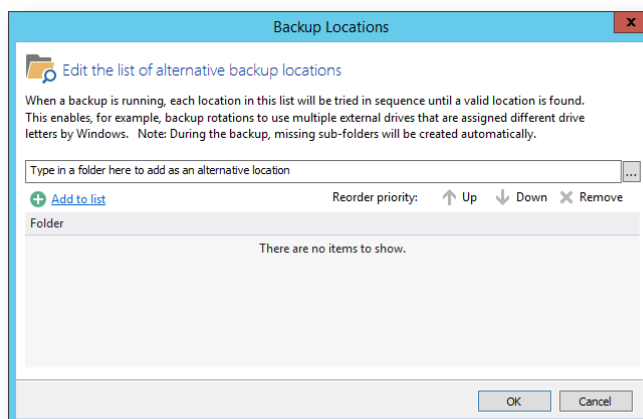 Backup Locations
x
Edit the list of alternative backup locations
When a backup is running, each location in this list will be tried in sequence until a valid location is found.
This enables, for example, backup rotations to use multiple external drives that are assigned different drive
letters by Windows. Note: During the backup, missing sub-folders will be created automatically.
Type in a folder here to add as an alternative location ...
Add to list Reorder priority: Up Down Remove
Folder
There are no items to show.
OK Cancel